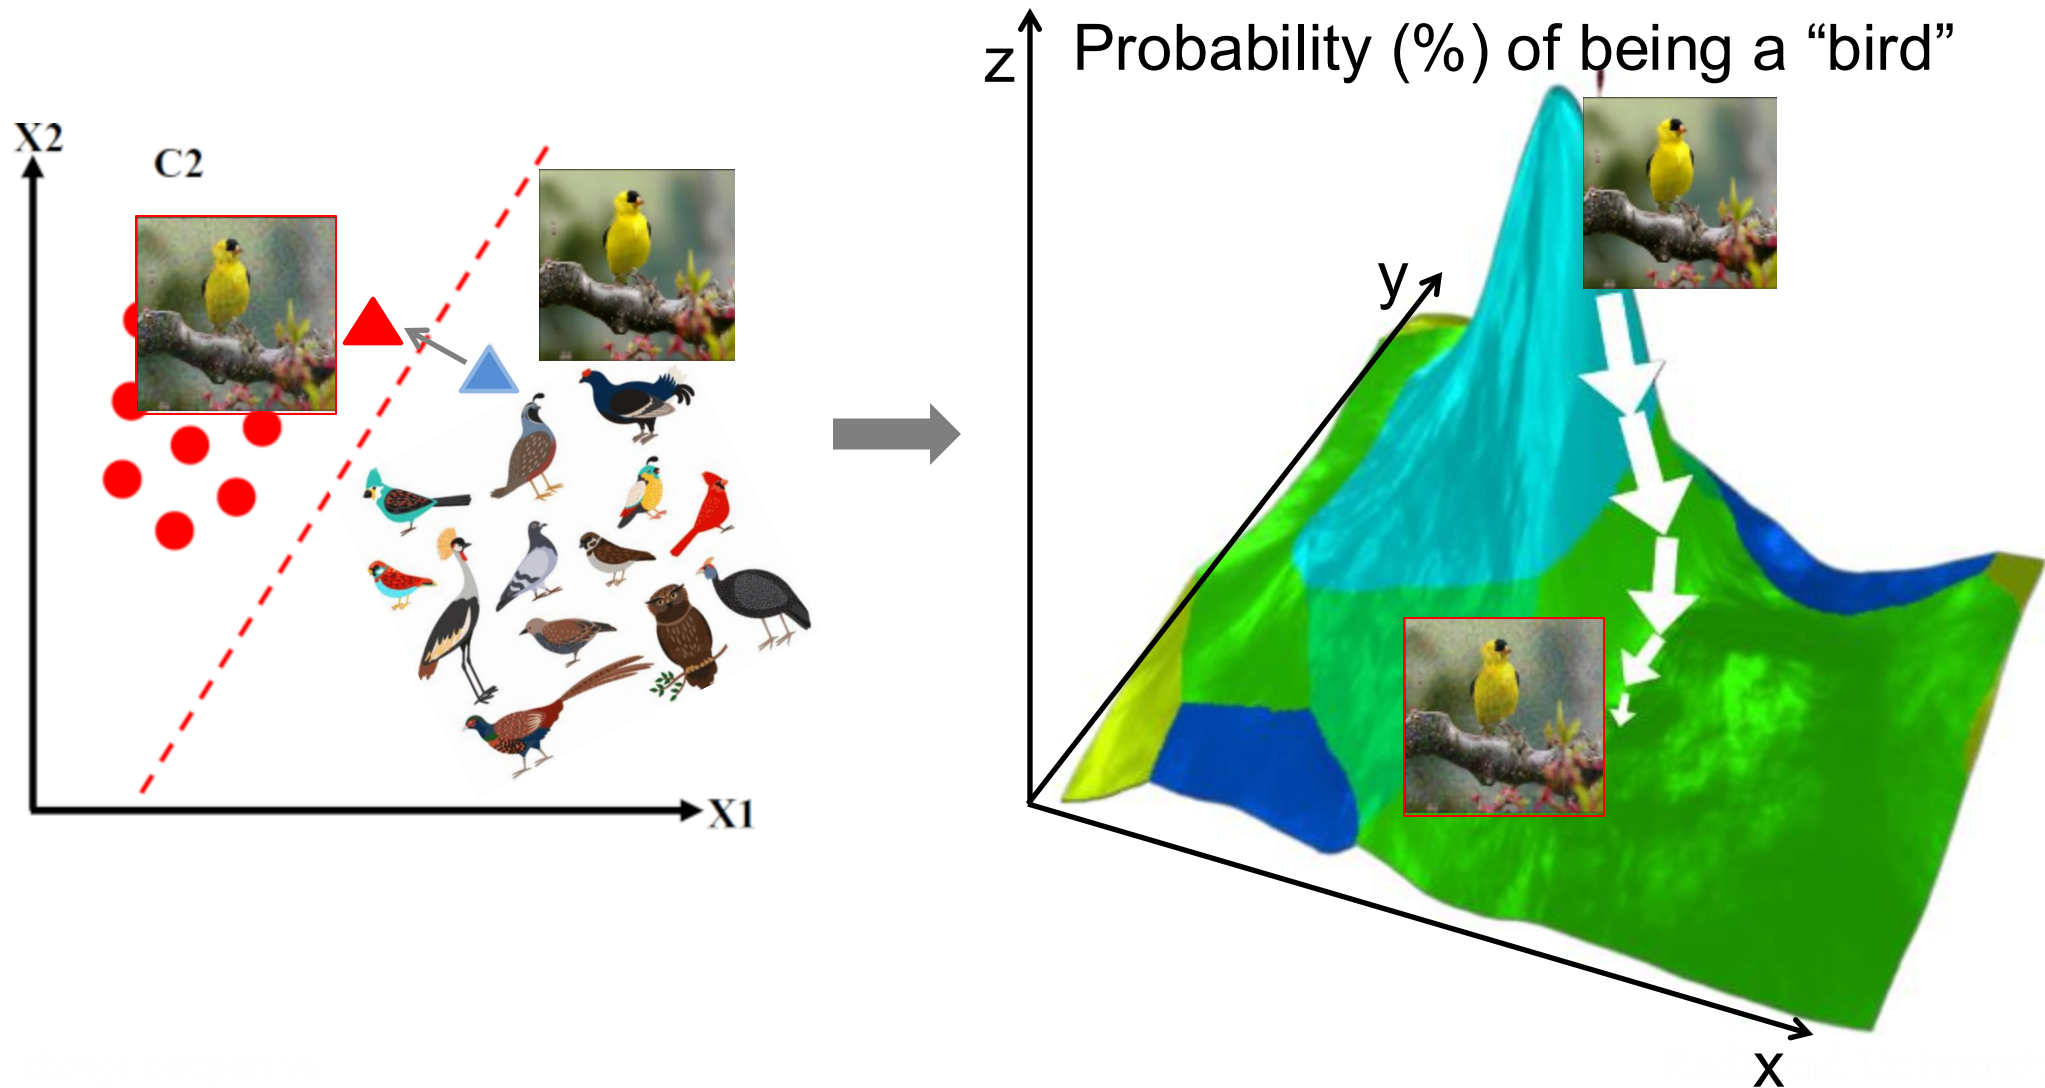 X2
C2
X1
z
Probability (%) of being a “bird”
y
x